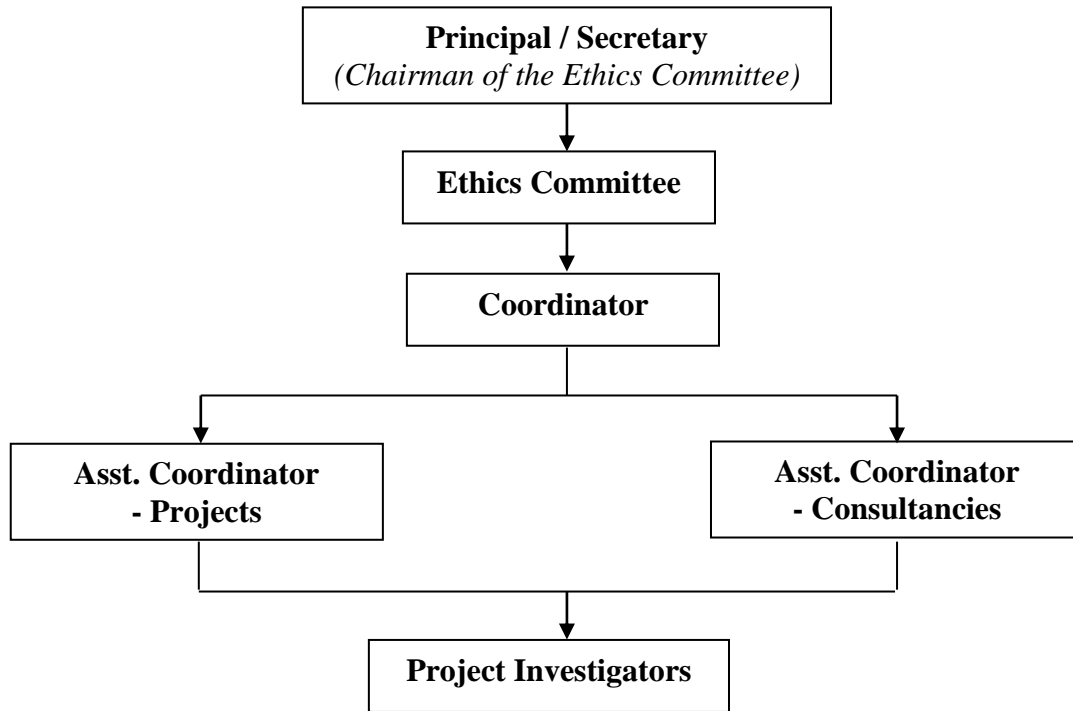 Principal / Secretary
(Chairman of the Ethics Committee)
Ethics Committee
Coordinator
Asst. Coordinator
- Projects
Asst. Coordinator
- Consultancies
Project Investigators